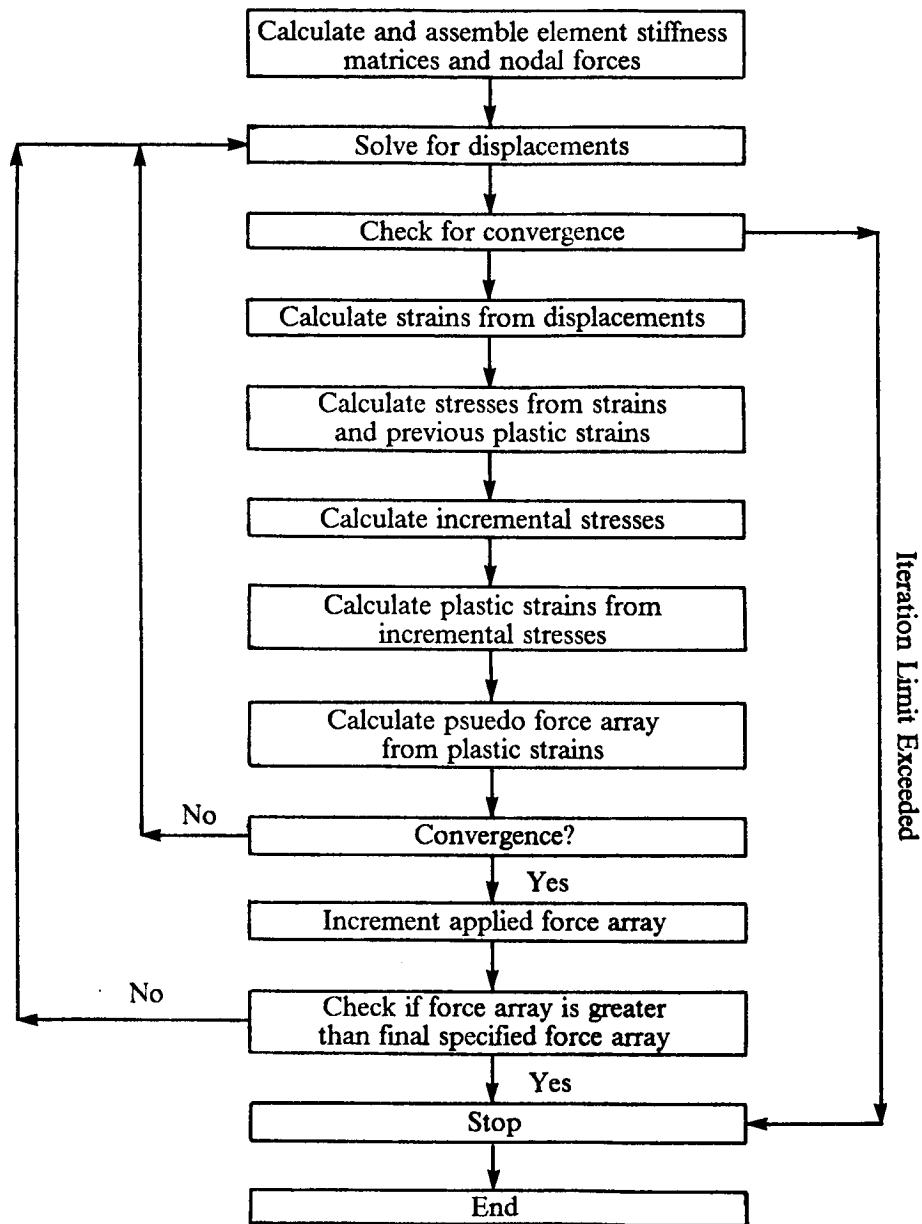 Calculate and assemble element stiffness
matrices and nodal forces
Solve for displacements
Check for convergence
Calculate strains from displacements
Calculate stresses from strains
and previous plastic strains
Calculate incremental stresses
Calculate plastic strains from
incremental stresses
Calculate psuedo force array
from plastic strains
No
Convergence?
Yes
Increment applied force array
No
Check if force array is greater
than final specified force array
Yes
Stop
End
Iteration Limit Exceeded